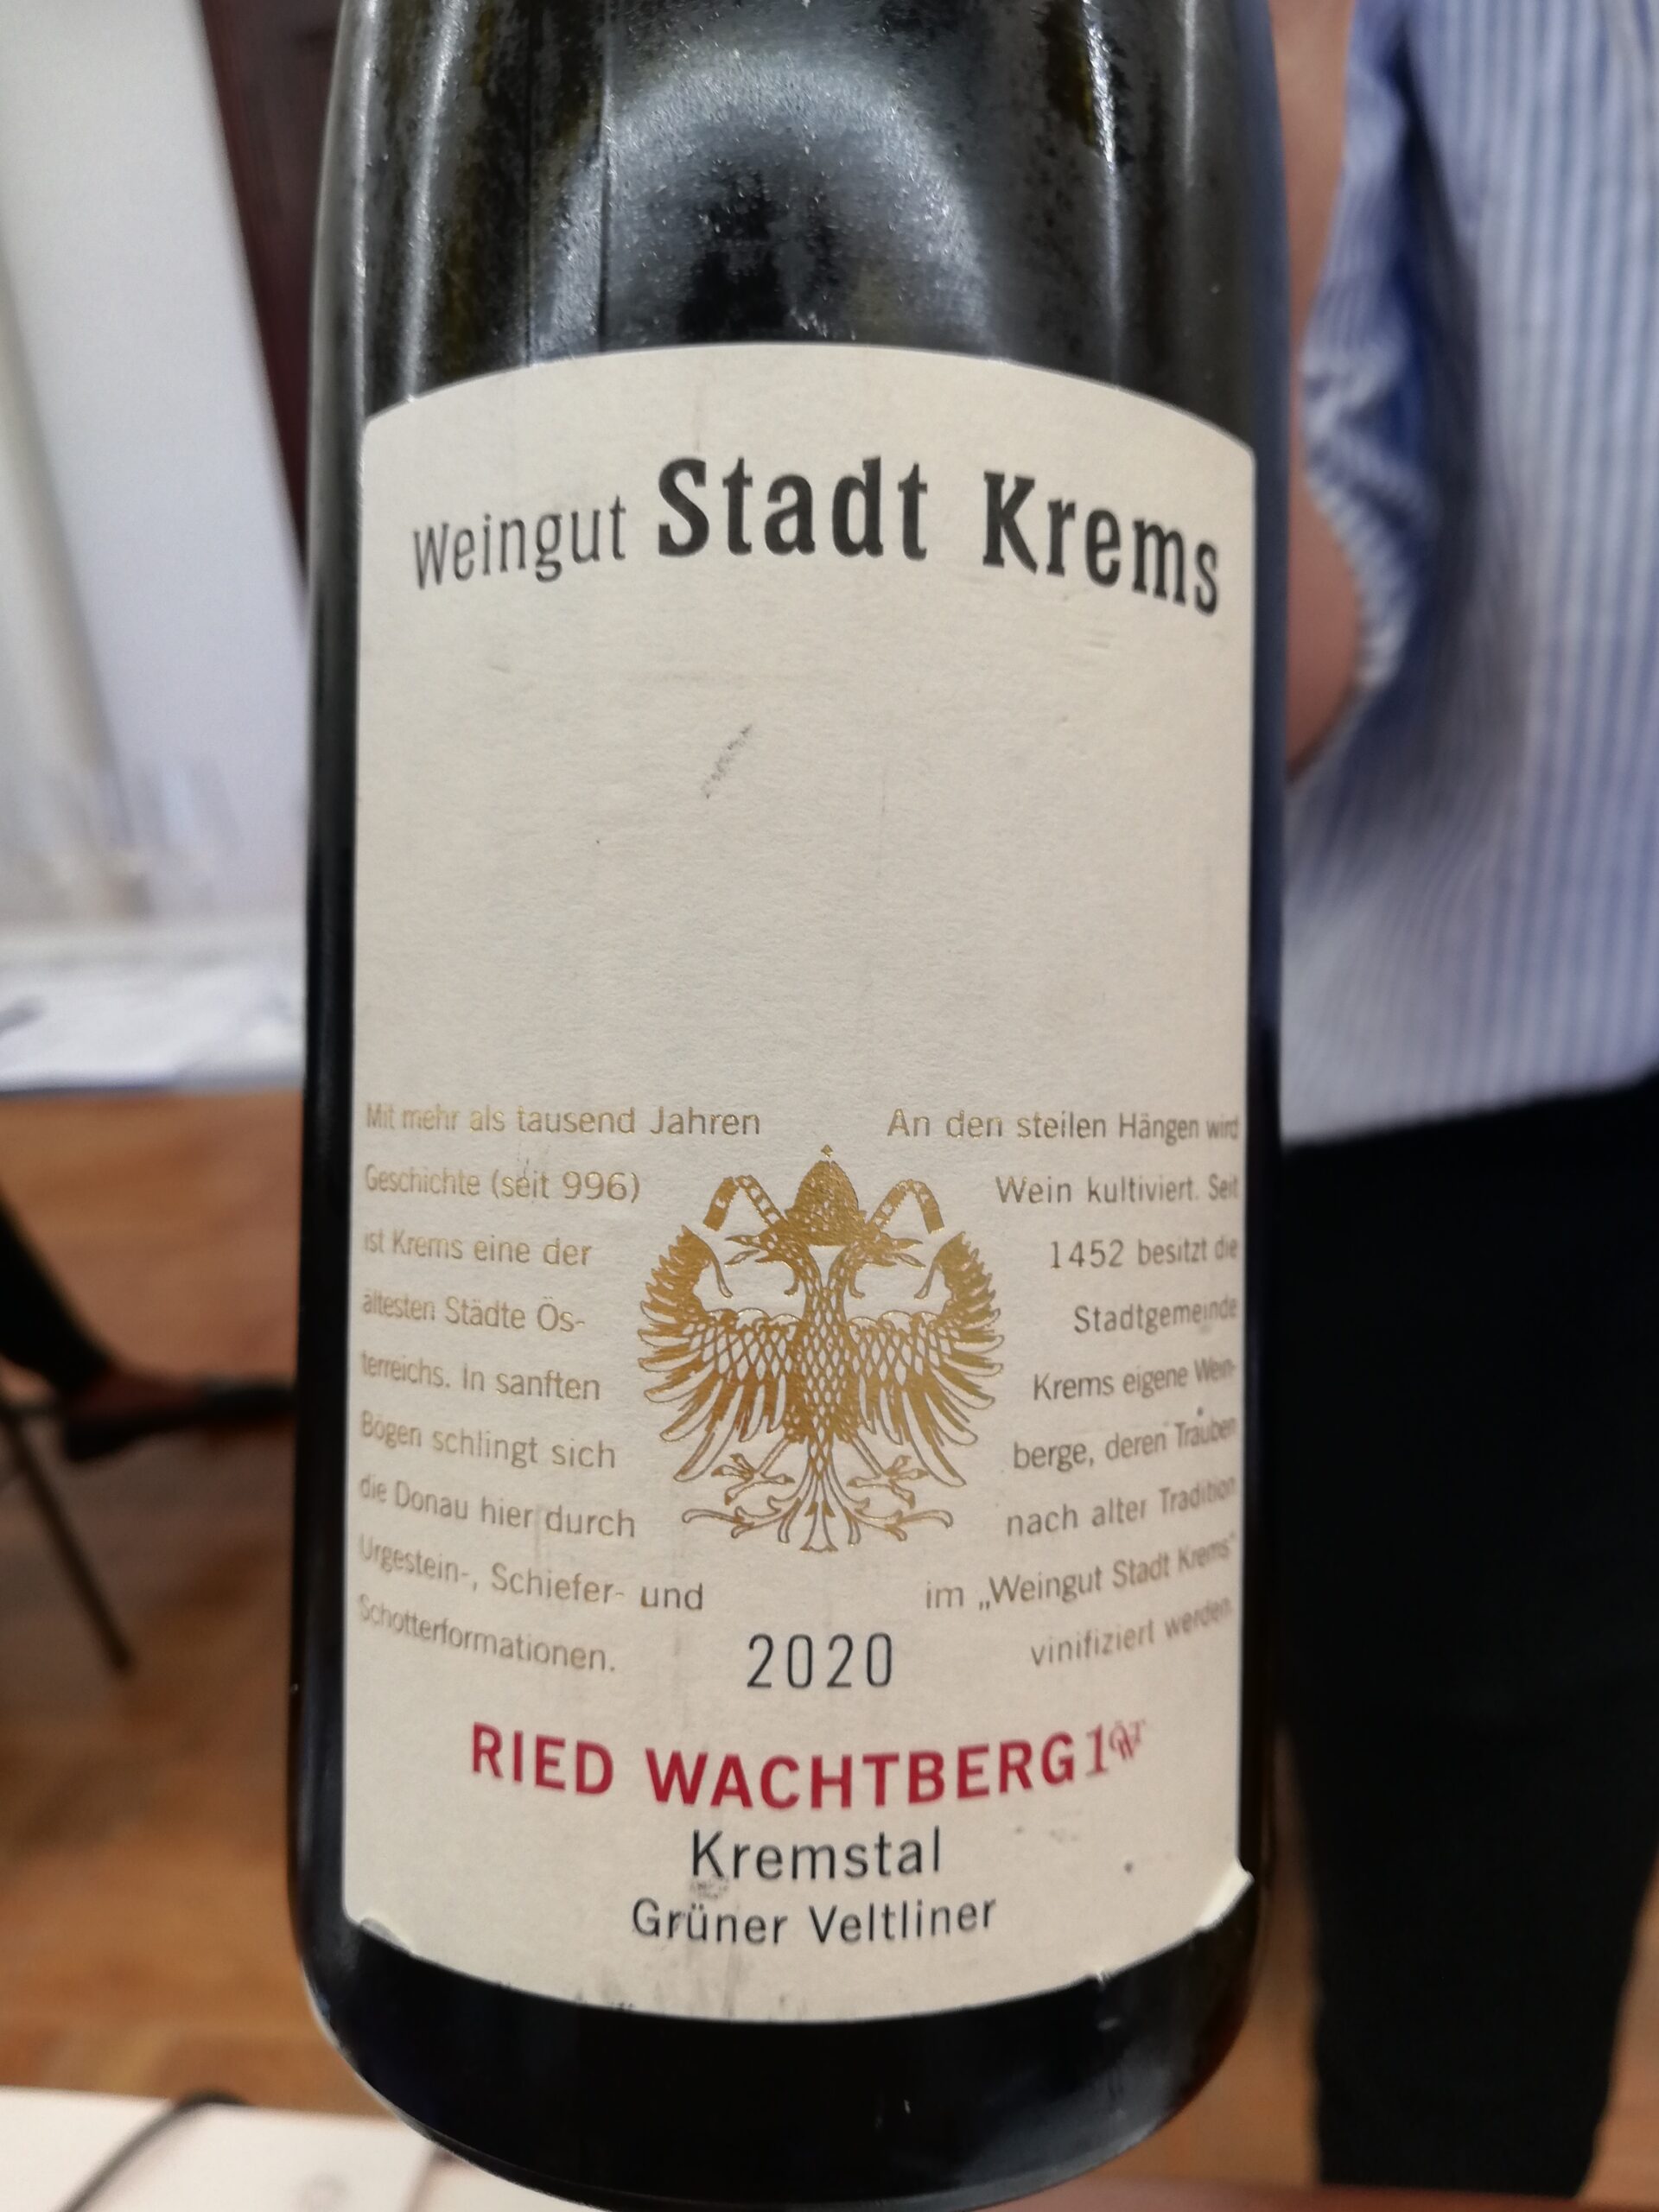 Weingut Stadt Krems
Mit mehr als tausend Jahren
Geschichte (seit 996)
ist Krems eine der
ältesten Städte Ös-
terreichs. In sanften
Bögen schlingt sich
die Donau hier durch
Urgestein-, Schiefer- und
Schotterformationen.
An den steilen Hängen wird
Wein kultiviert. Seit
1452 besitzt die
Stadtgemeinde
Krems eigene Wein-
berge, deren Trauben
nach alter Tradition
im „Weingut Stadt Krems“
vinifiziert werden.
2020
RIED WACHTBERG 1ÖTW
Kremstal
Grüner Veltliner